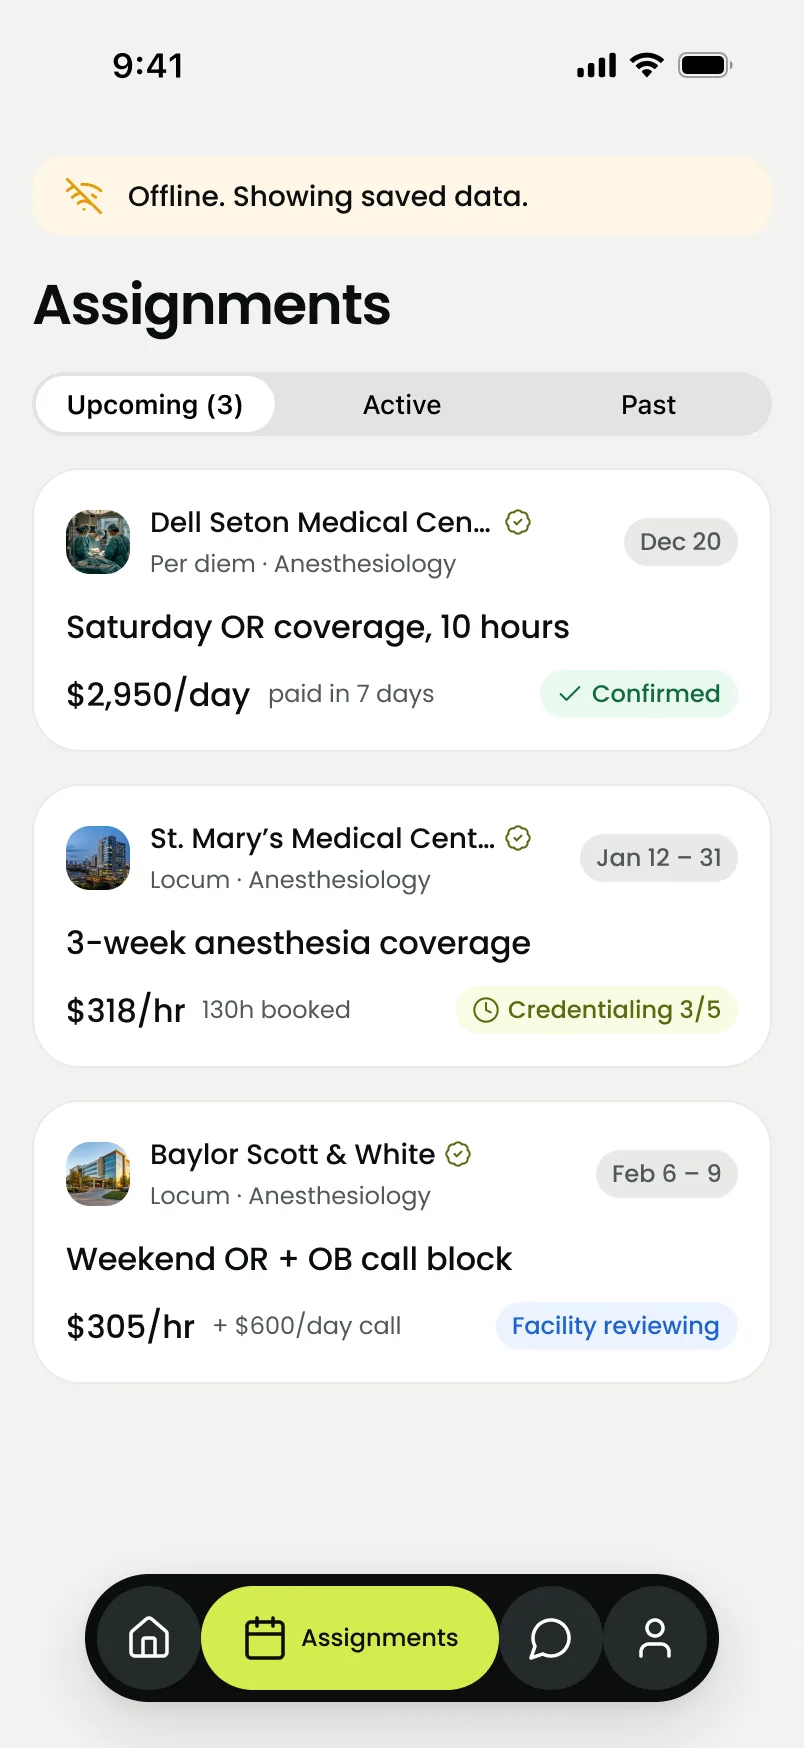 9:41
Offline. Showing saved data.
Assignments
Upcoming (3)
Active
Past
Dell Seton Medical Cen...
Per diem · Anesthesiology
Dec 20
Saturday OR coverage, 10 hours
$2,950/day paid in 7 days
Confirmed
St. Mary’s Medical Cent...
Locum · Anesthesiology
Jan 12 – 31
3-week anesthesia coverage
$318/hr 130h booked
Credentialing 3/5
Baylor Scott & White
Locum · Anesthesiology
Feb 6 – 9
Weekend OR + OB call block
$305/hr + $600/day call
Facility reviewing
Assignments